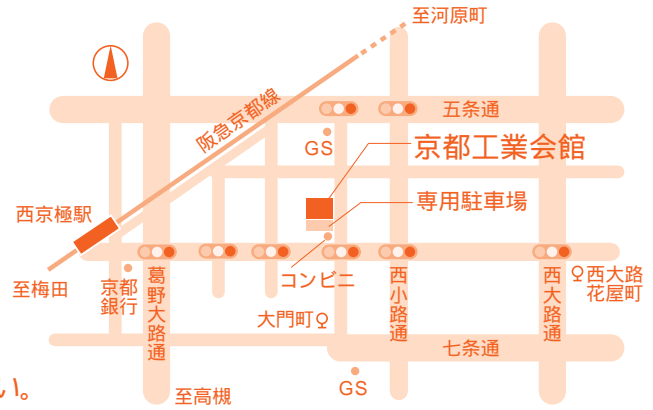 至河原町
五条通
阪急京都線
GS
京都工業会館
専用駐車場
西京極駅
至梅田
京都
銀行
葛野大路通
コンビニ
西小路通
西大路通
西大路
花屋町
大門町
七条通
GS
至高槻
い。